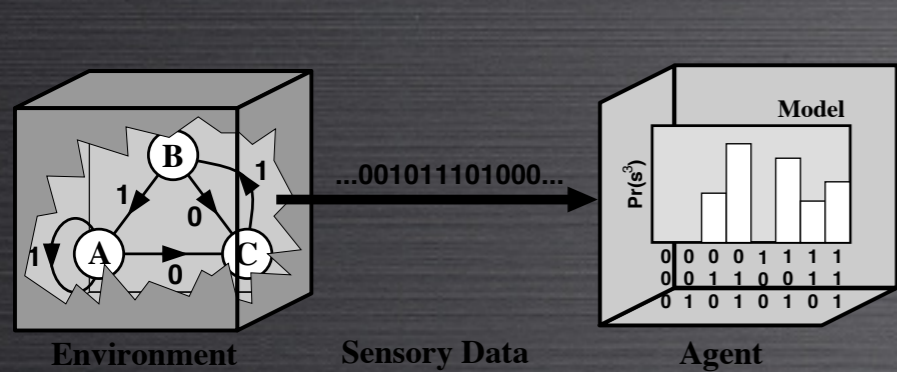 Model
B
1
1
0
...001011101000...
Pr(s³)
1
A
C
0
0 0 0 0 1 1 1 1
0 0 1 1 0 0 1 1
0 1 0 1 0 1 0 1
Environment
Sensory Data
Agent